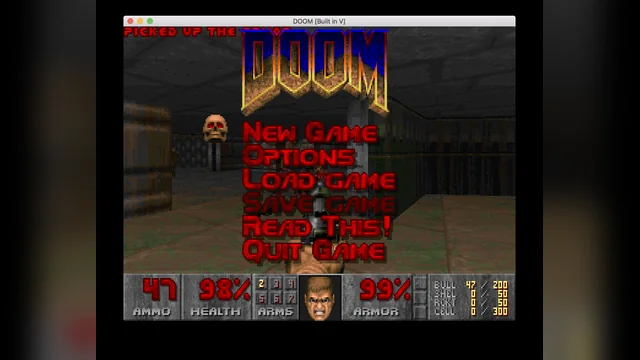 DOOM [Built in V]
PICKED UP THE
DOOM
New Game
Options
Load game
Save game
Read This!
Quit Game
47 98% 2 3 4 99% BULL 47 / 200
5 6 7 SHEL 0 / 50
RCKT 0 / 50
AMMO HEALTH ARMS ARMOR CELL 0 / 300